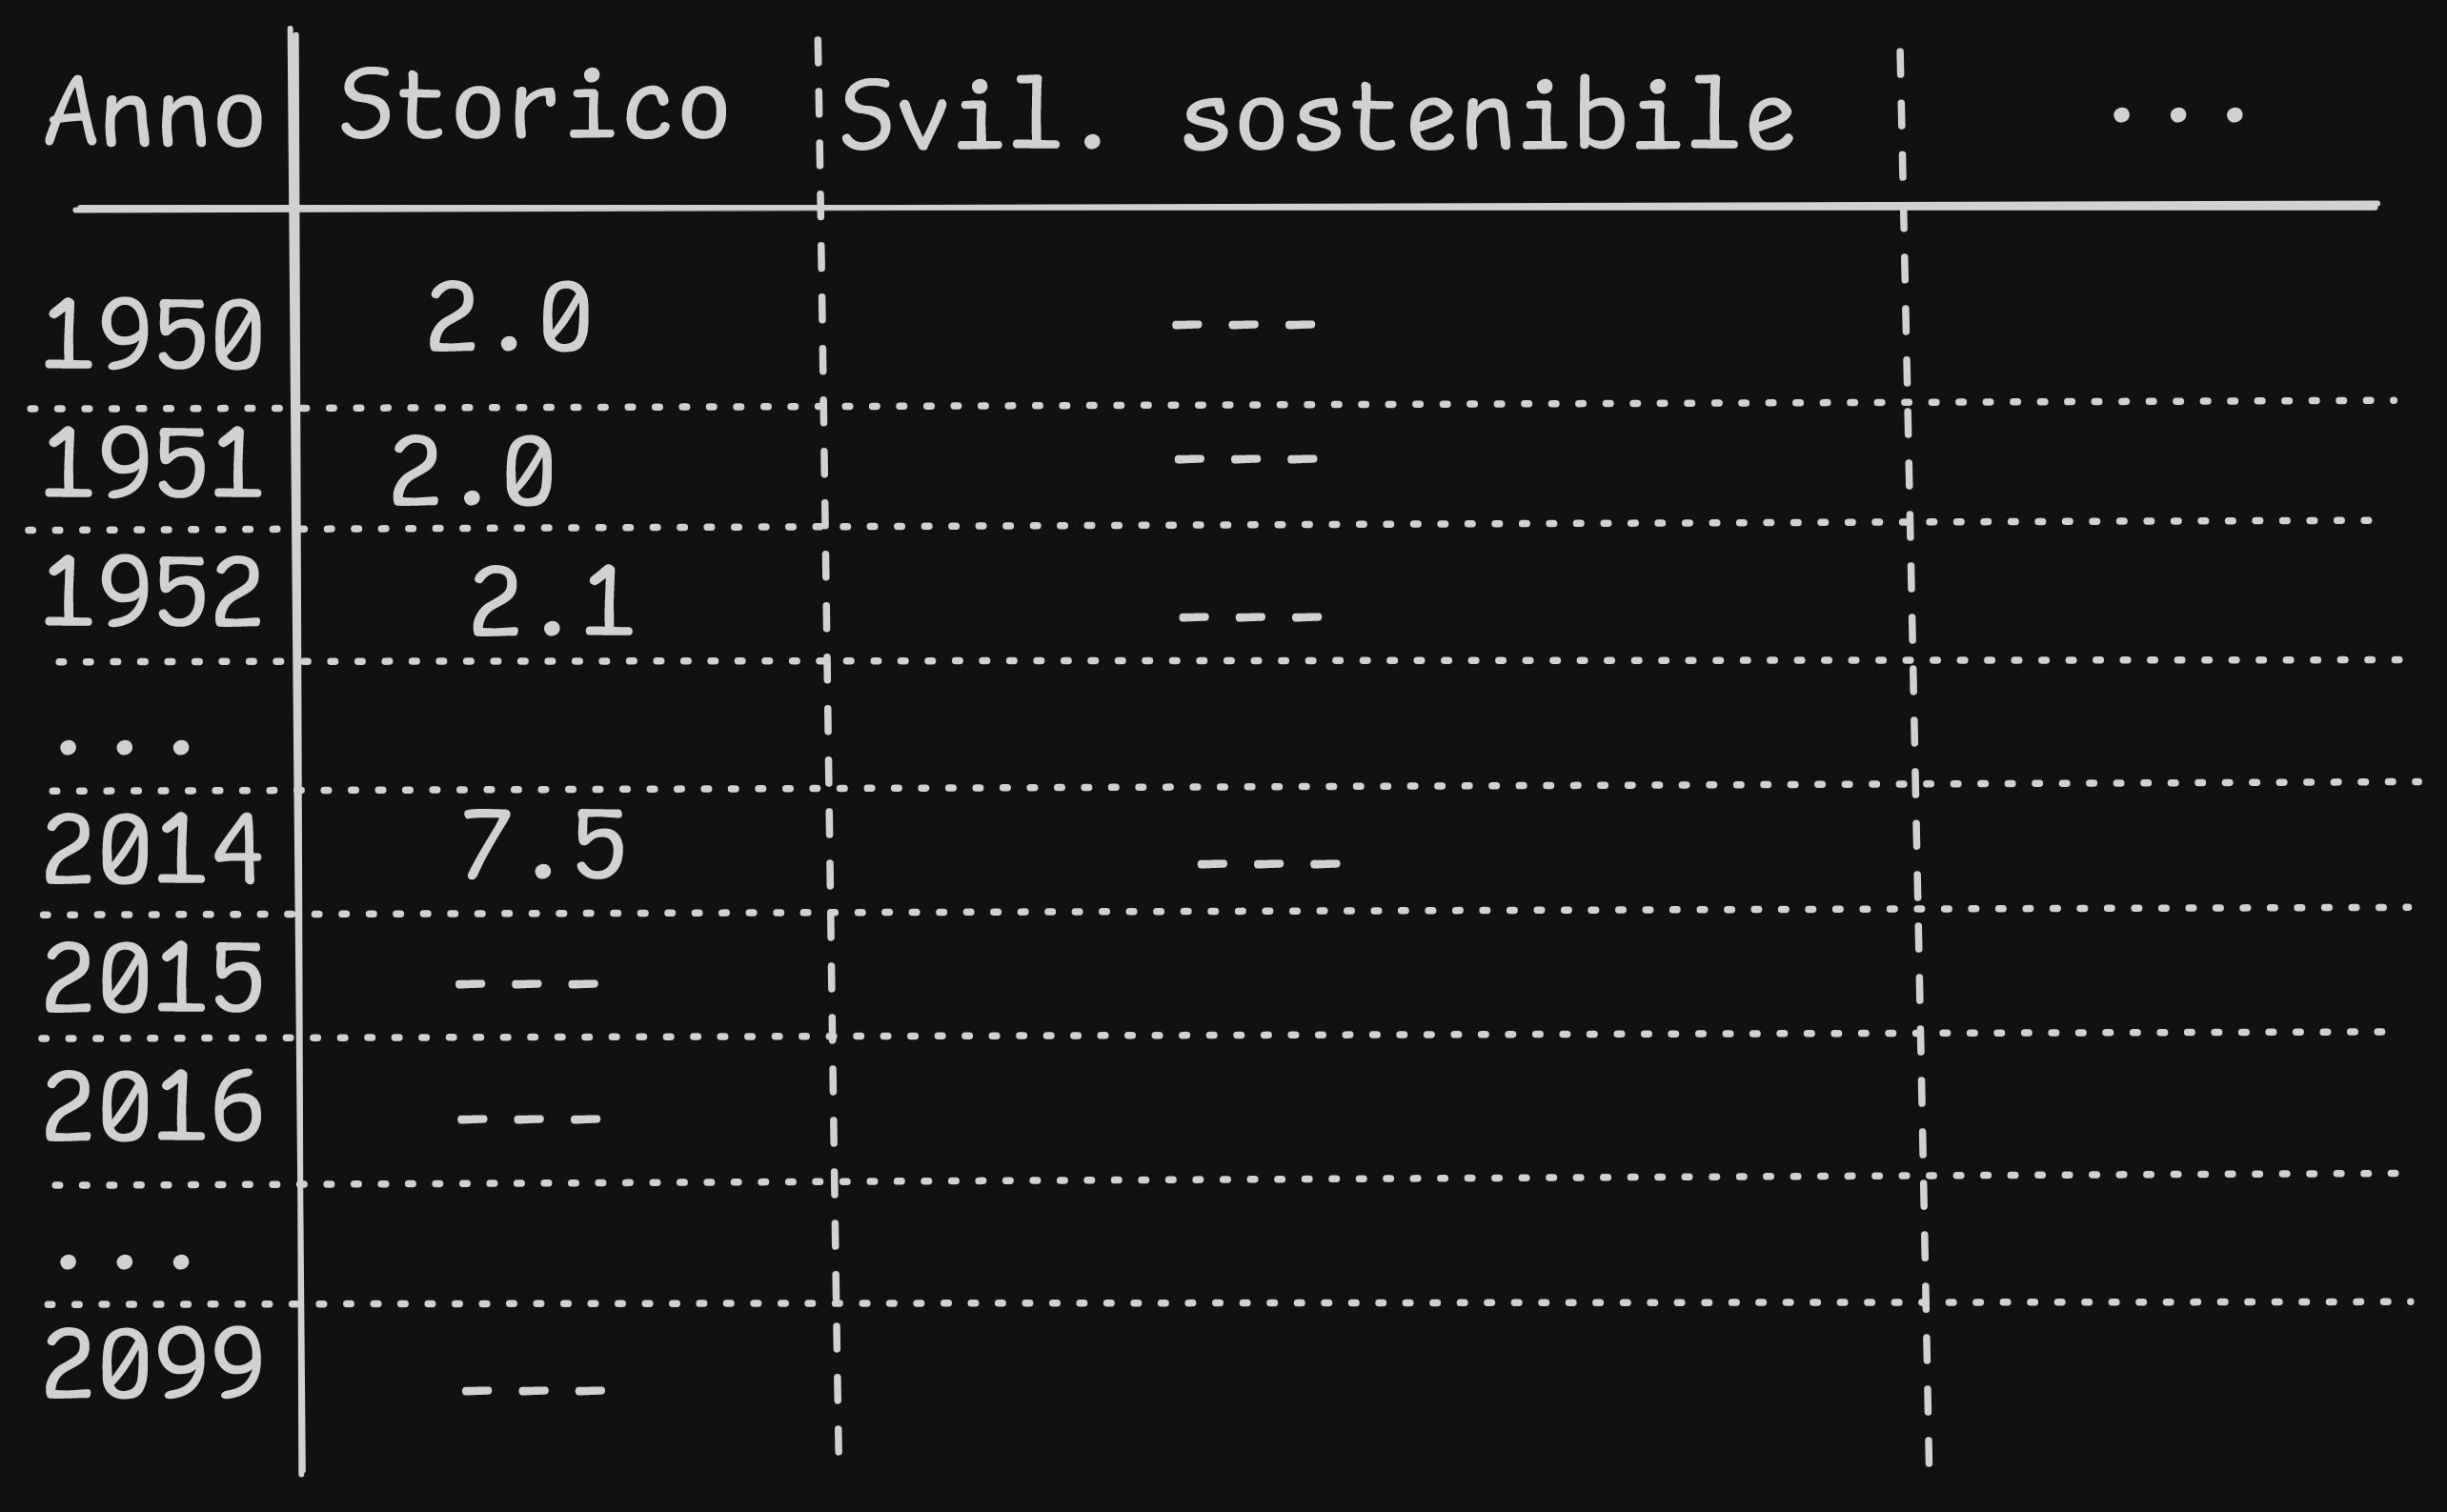 Anno Storico Svil. sostenibile ...
1950 2.0 ---
1951 2.0 ---
1952 2.1 ---
...
2014 7.5 ---
2015 ---
2016 ---
...
2099 ---